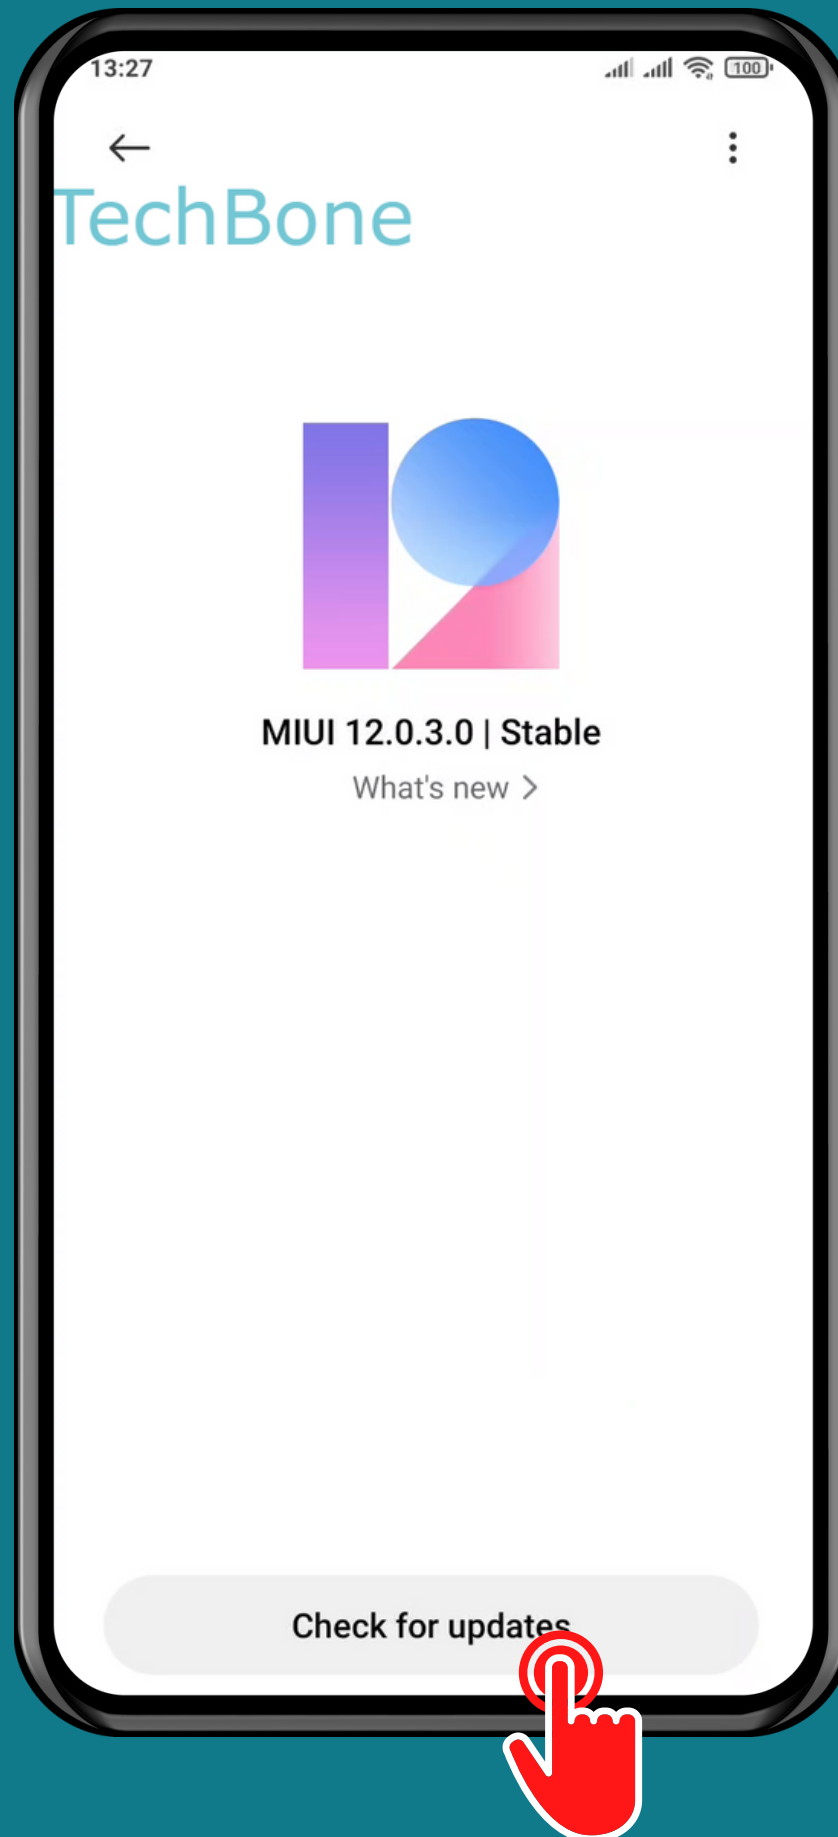 13:27
100
TechBone
MIUI 12.0.3.0 | Stable
What's new >
Check for updates